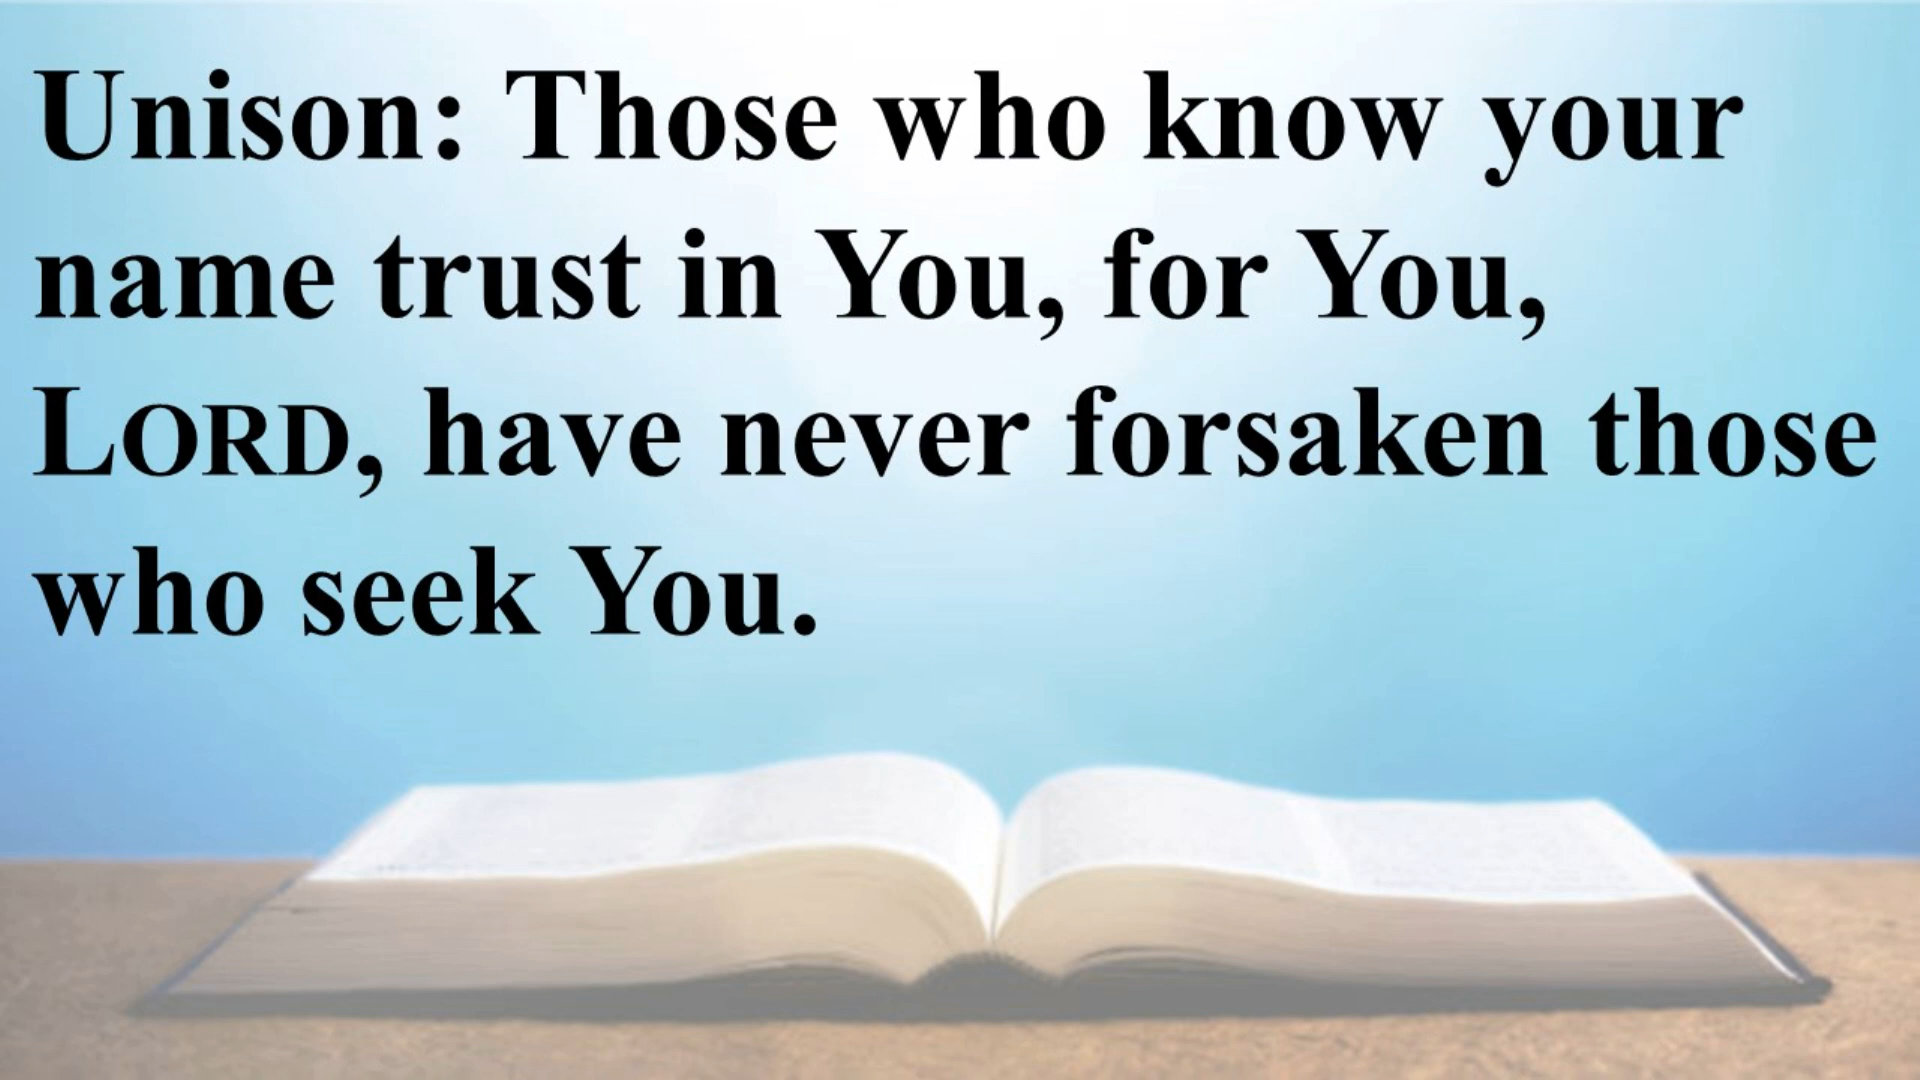 Unison: Those who know your
name trust in You, for You,
LORD, have never forsaken those
who seek You.